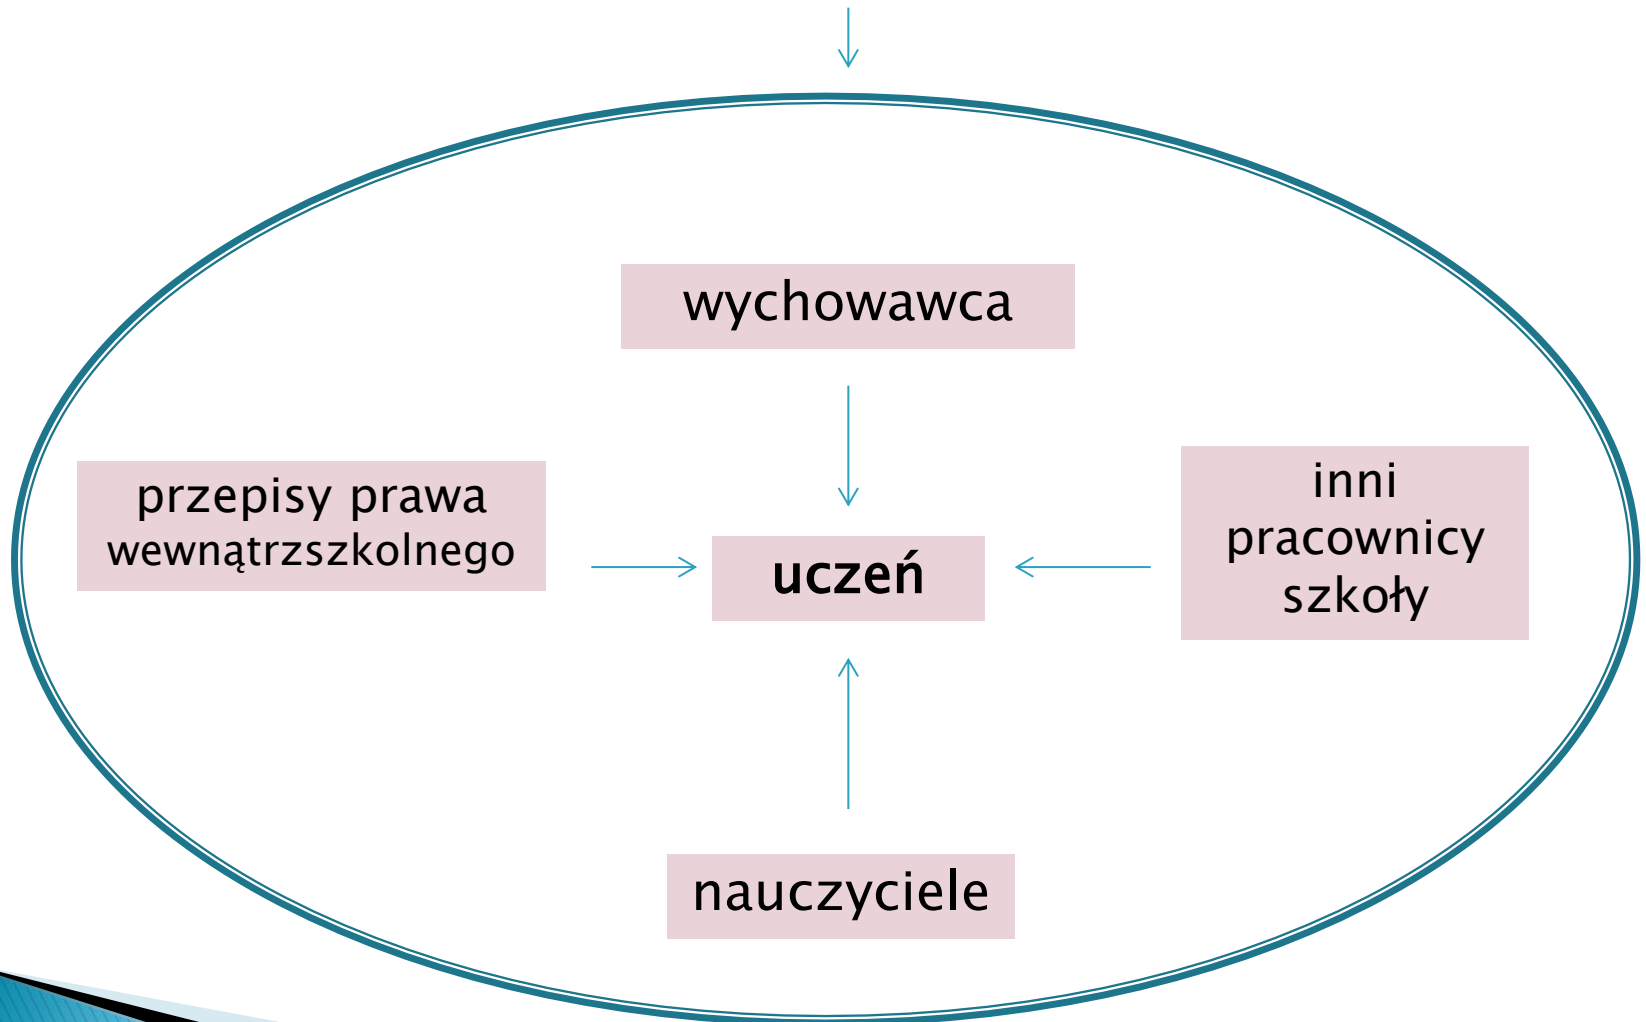 wychowawca
przepisy prawa
wewnątrzszkolnego
inni
pracownicy
szkoły
uczeń
nauczyciele